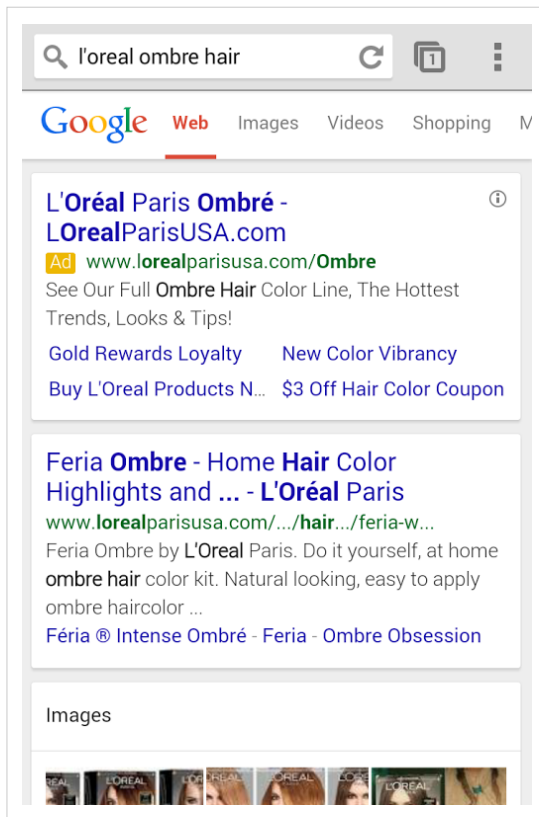 l'oreal ombre hair
1
Google Web Images Videos Shopping M
L'Oréal Paris Ombré -
LOrealParisUSA.com
Ad www.lorealparisusa.com/Ombre
See Our Full Ombre Hair Color Line, The Hottest
Trends, Looks & Tips!
Gold Rewards Loyalty New Color Vibrancy
Buy L'Oreal Products N... $3 Off Hair Color Coupon
Feria Ombre - Home Hair Color
Highlights and ... - L'Oréal Paris
www.lorealparisusa.com/.../hair.../feria-w...
Feria Ombre by L'Oreal Paris. Do it yourself, at home
ombre hair color kit. Natural looking, easy to apply
ombre haircolor ...
Féria ® Intense Ombré - Feria - Ombre Obsession
Images
L'ORÉAL